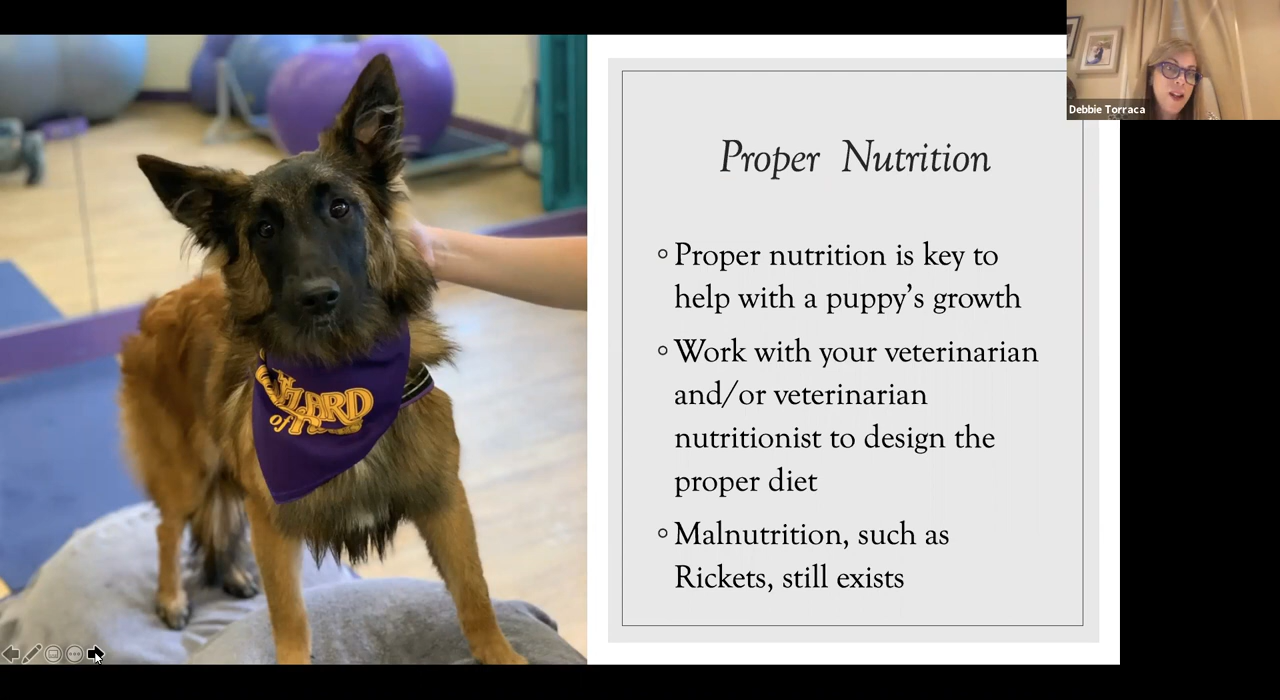 Debbie Torraca
Proper Nutrition
Proper nutrition is key to
help with a puppy’s growth
Work with your veterinarian
and/or veterinarian
nutritionist to design the
proper diet
Malnutrition, such as
Rickets, still exists
of